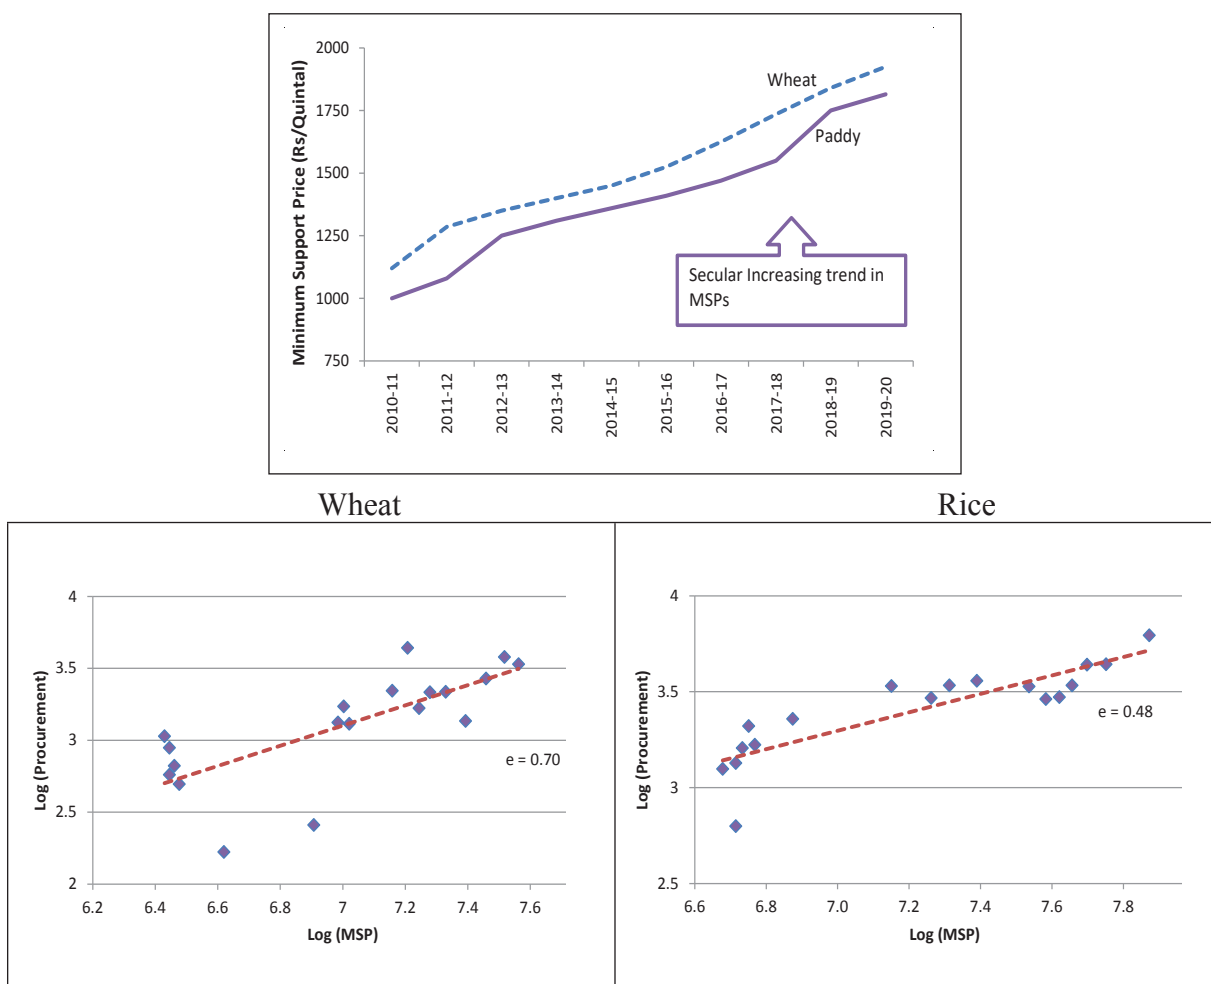 Minimum Support Price (Rs/Quintal)
2000
1750
1500
1250
1000
750
Wheat
Paddy
Secular Increasing trend in
MSPs
2010-11
2011-12
2012-13
2013-14
2014-15
2015-16
2016-17
2017-18
2018-19
2019-20
Wheat
Log (Procurement)
4
3.5
3
2.5
2
e = 0.70
6.2 6.4 6.6 6.8 7 7.2 7.4 7.6
Log (MSP)
Rice
Log (Procurement)
4
3.5
3
2.5
e = 0.48
6.6 6.8 7.0 7.2 7.4 7.6 7.8
Log (MSP)